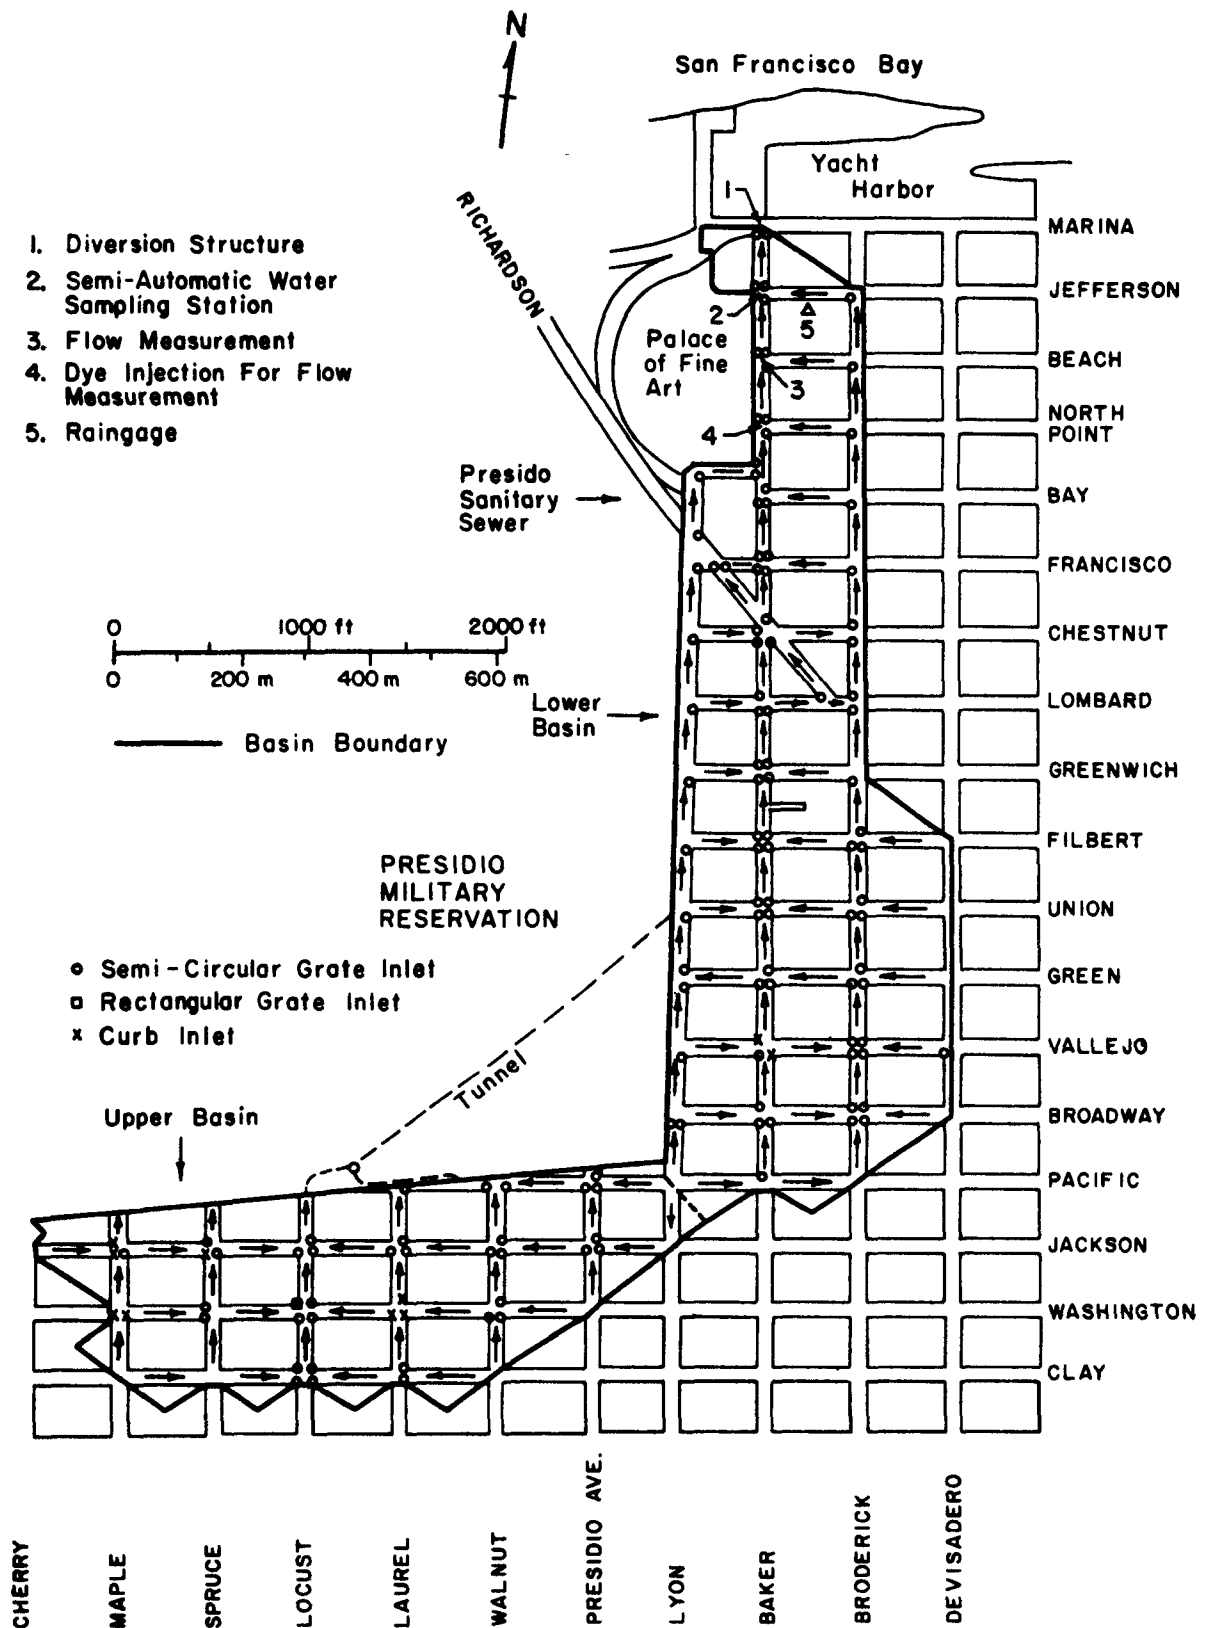 N
San Francisco Bay
Yacht
Harbor
1
RICHARDSON
MARINA
1. Diversion Structure
2. Semi-Automatic Water
Sampling Station
3. Flow Measurement
4. Dye Injection For Flow
Measurement
5. Raingage
JEFFERSON
2
5
Palace
of Fine
Art
BEACH
3
NORTH
POINT
4
Presido
Sanitary
Sewer
BAY
FRANCISCO
0 1000 ft 2000 ft
0 200 m 400 m 600 m
CHESTNUT
Lower
Basin
LOMBARD
Basin Boundary
GREENWICH
FILBERT
PRESIDIO
MILITARY
RESERVATION
UNION
Semi-Circular Grate Inlet
Rectangular Grate Inlet
x Curb Inlet
GREEN
VALLEJO
Tunnel
Upper Basin
BROADWAY
PACIFIC
JACKSON
WASHINGTON
CLAY
CHERRY
MAPLE
SPRUCE
LOCUST
LAUREL
WALNUT
PRESIDIO AVE.
LYON
BAKER
BRODERICK
DEVISADERO